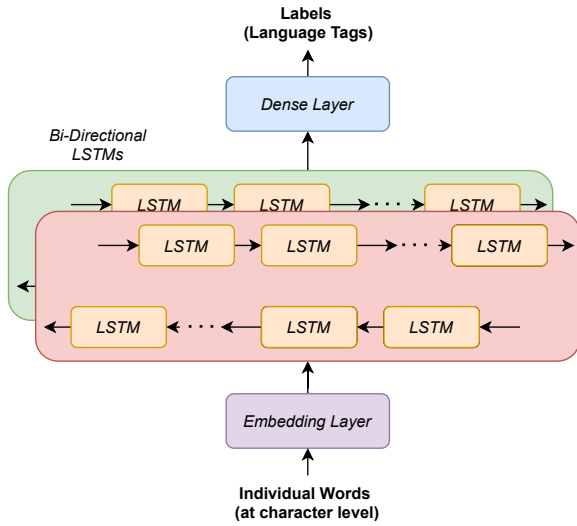 Labels
(Language Tags)
Dense Layer
Bi-Directional
LSTMs
LSTM LSTM . . . LSTM
LSTM LSTM . . . LSTM
LSTM . . . LSTM LSTM
Embedding Layer
Individual Words
(at character level)